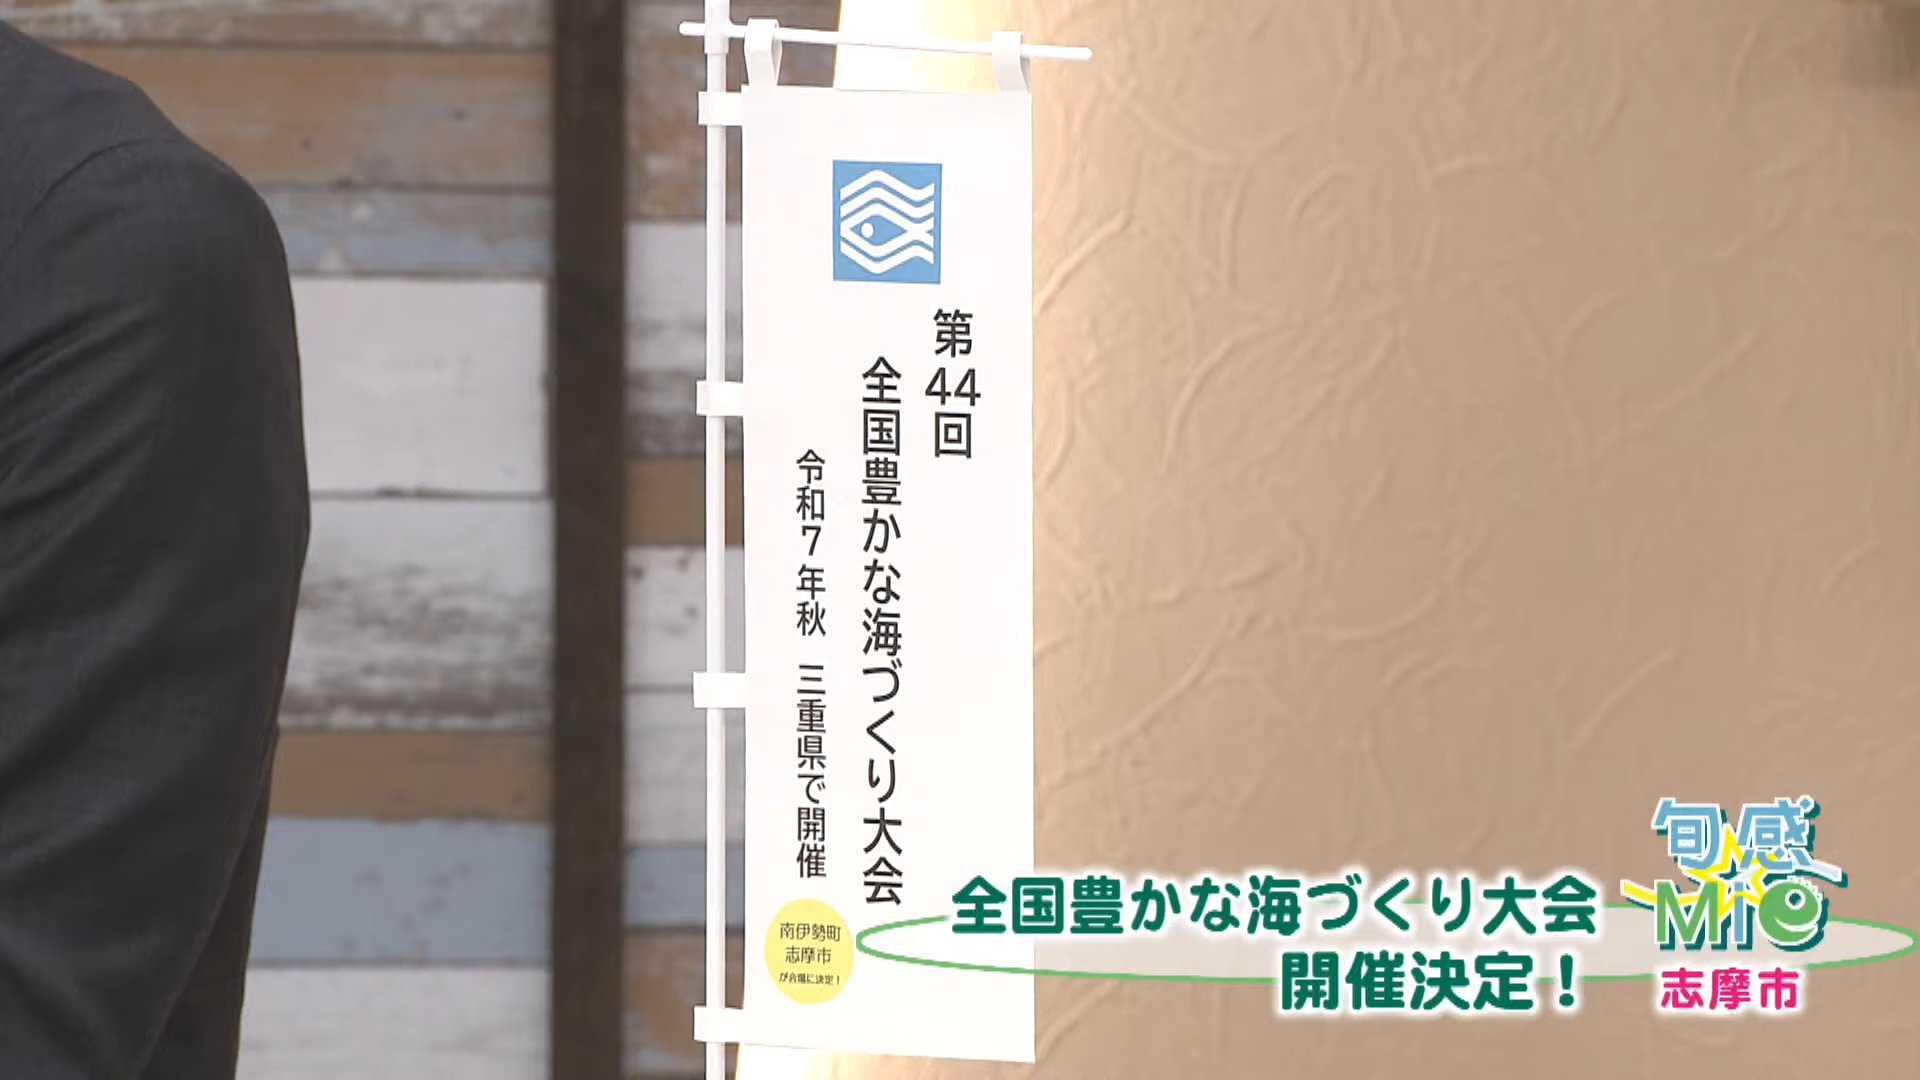 第44回
全国豊かな海づくり大会
令和7年秋 三重県で開催
南伊勢町
志摩市
が会場に決定!
全国豊かな海づくり大会
開催決定!
旬感
Mie
志摩市